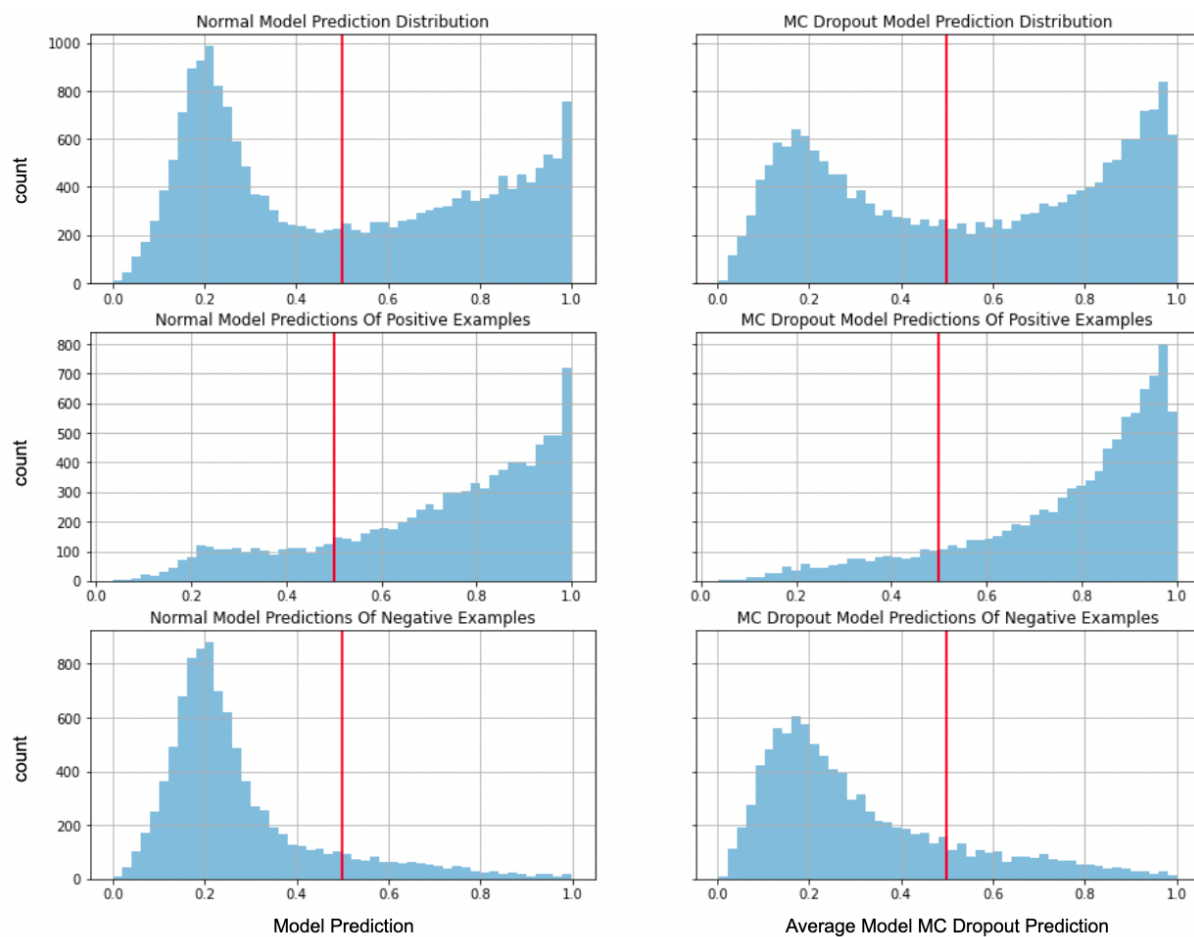 Normal Model Prediction Distribution
MC Dropout Model Prediction Distribution
count
1000
800
600
400
200
0
0.0 0.2 0.4 0.6 0.8 1.0
0.0 0.2 0.4 0.6 0.8 1.0
Normal Model Predictions Of Positive Examples
MC Dropout Model Predictions Of Positive Examples
count
800
700
600
500
400
300
200
100
0
0.0 0.2 0.4 0.6 0.8 1.0
0.0 0.2 0.4 0.6 0.8 1.0
Normal Model Predictions Of Negative Examples
MC Dropout Model Predictions Of Negative Examples
count
800
600
400
200
0
0.0 0.2 0.4 0.6 0.8 1.0
0.0 0.2 0.4 0.6 0.8 1.0
Model Prediction
Average Model MC Dropout Prediction